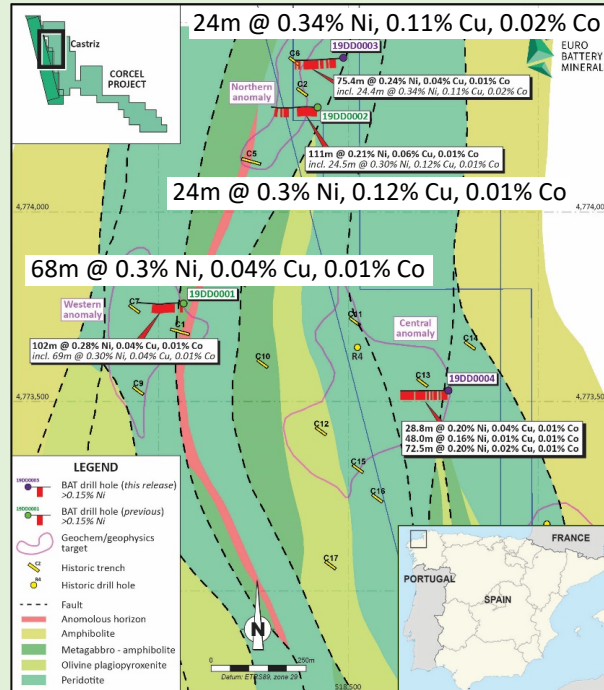 24m @ 0.34% Ni, 0.11% Cu, 0.02% Co
Castriz
CORCEL
PROJECT
EURO
BATTERY
MINERAL
C6
19DD0003
75.4m @ 0.24% Ni, 0.04% Cu, 0.01% Co
incl. 24.4m @ 0.34% Ni, 0.11% Cu, 0.02% Co
Northern
anomaly
C2
19DD0002
C5
111m @ 0.21% Ni, 0.06% Cu, 0.01% Co
incl. 24.5m @ 0.30% Ni, 0.12% Cu, 0.01% Co
24m @ 0.3% Ni, 0.12% Cu, 0.01% Co
4,774,000
68m @ 0.3% Ni, 0.04% Cu, 0.01% Co
Western
anomaly
C7
19DD0001
C1
102m @ 0.28% Ni, 0.04% Cu, 0.01% Co
incl. 69m @ 0.30% Ni, 0.04% Cu, 0.01% Co
C11
Central
anomaly
R4
C14
C10
C9
C13
19DD0004
4,773,500
C12
28.8m @ 0.20% Ni, 0.04% Cu, 0.01% Co
48.0m @ 0.16% Ni, 0.01% Cu, 0.01% Co
72.5m @ 0.20% Ni, 0.02% Cu, 0.01% Co
C15
C16
C17
LEGEND
19DD0003
BAT drill hole (this release)
>0.15% Ni
19DD0001
BAT drill hole (previous)
>0.15% Ni
Geochem/geophysics
target
C2
Historic trench
R4
Historic drill hole
Fault
Anomolous horizon
Amphibolite
Metagabbro - amphibolite
Olivine plagiopyroxenite
Peridotite
N
0
250m
Datum: ETRS89, zone 29
518,500
FRANCE
PORTUGAL
SPAIN